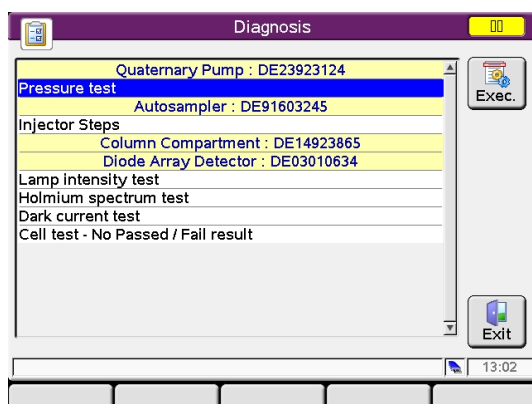 Diagnosis
Quaternary Pump : DE23923124
Pressure test
Autosampler : DE91603245
Injector Steps
Column Compartment : DE14923865
Diode Array Detector : DE03010634
Lamp intensity test
Holmium spectrum test
Dark current test
Cell test - No Passed / Fail result
Exec.
Exit
13:02